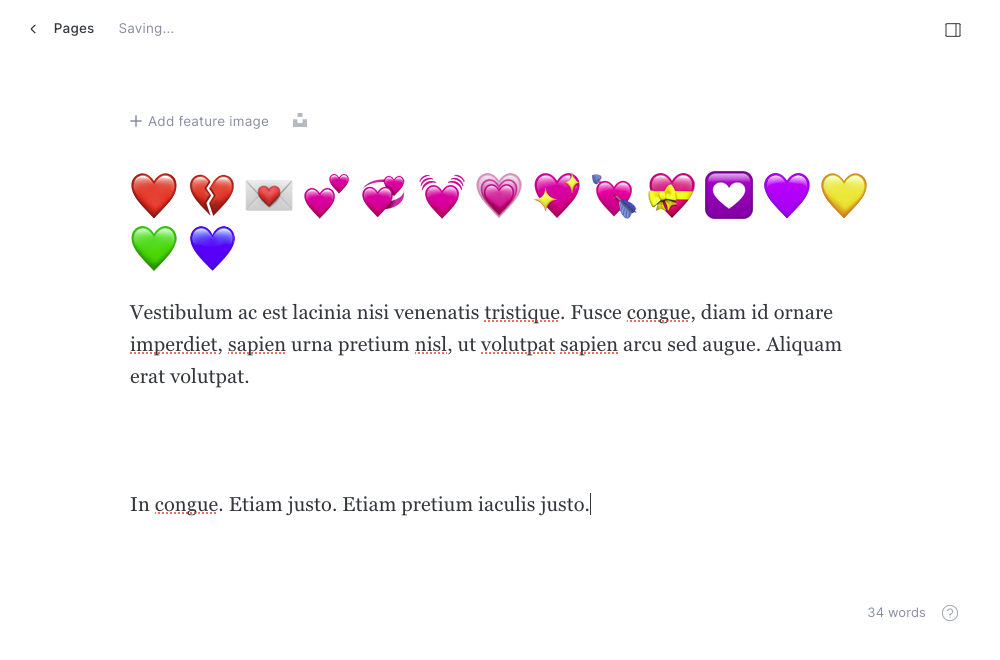 Pages Saving...
Add feature image
❤️ 💔 💌 💕 💞 💓 💗 💖 💘 💝 💟 💜 💛
💚 💙
Vestibulum ac est lacinia nisi venenatis tristique. Fusce congue, diam id ornare
imperdiet, sapien urna pretium nisl, ut volutpat sapien arcu sed augue. Aliquam
erat volutpat.
In congue. Etiam justo. Etiam pretium iaculis justo.
34 words ?